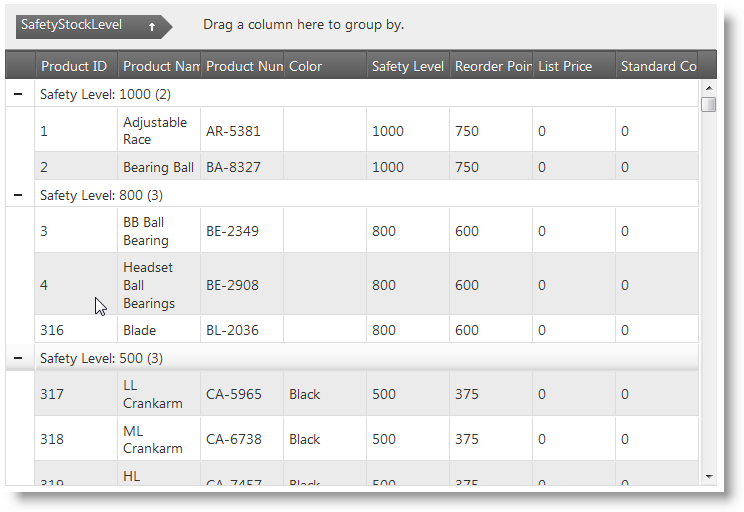 SafetyStockLevel Drag a column here to group by.
Product ID Product Nam Product Num Color Safety Level Reorder Poin List Price Standard Co
Safety Level: 1000 (2)
1 Adjustable Race AR-5381 1000 750 0 0
2 Bearing Ball BA-8327 1000 750 0 0
Safety Level: 800 (3)
3 BB Ball Bearing BE-2349 800 600 0 0
4 Headset Ball Bearings BE-2908 800 600 0 0
316 Blade BL-2036 800 600 0 0
Safety Level: 500 (3)
317 LL Crankarm CA-5965 Black 500 375 0 0
318 ML Crankarm CA-6738 Black 500 375 0 0
319 HL CA-7457 Black 500 375 0 0